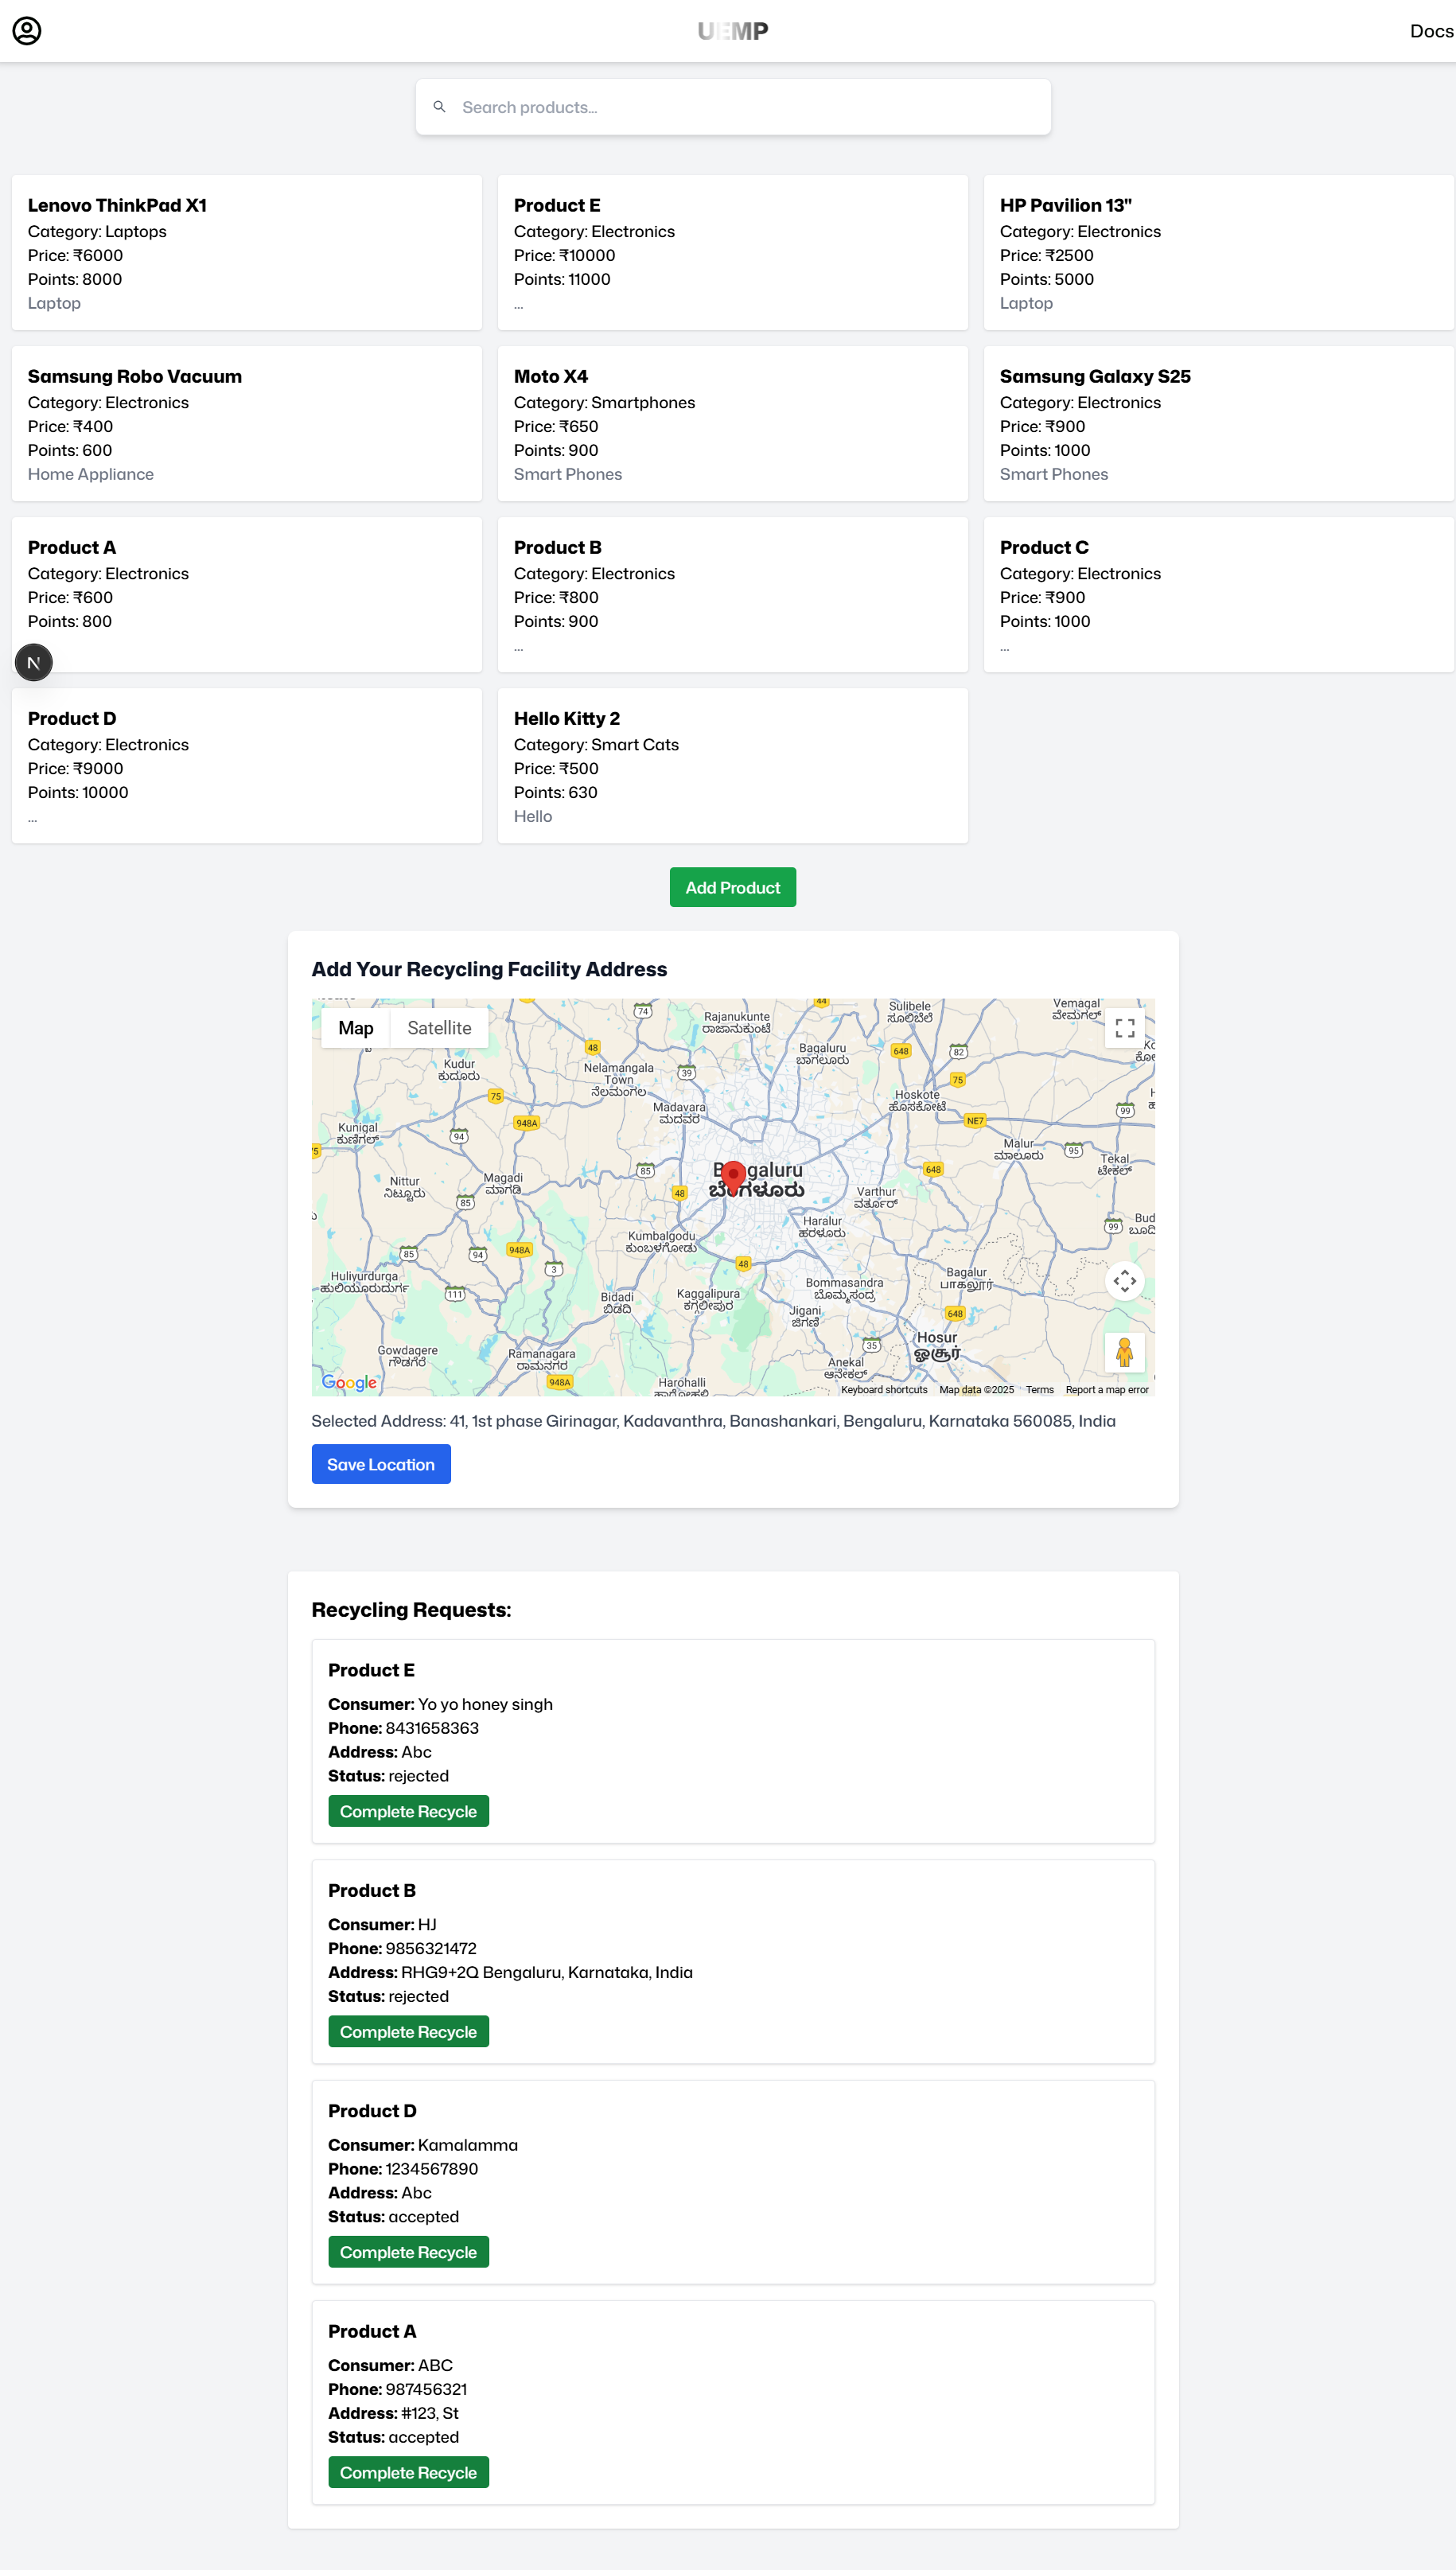 UEMP
Docs
Search products...
Lenovo ThinkPad X1
Category: Laptops
Price: ₹6000
Points: 8000
Laptop
Product E
Category: Electronics
Price: ₹10000
Points: 11000
...
HP Pavilion 13"
Category: Electronics
Price: ₹2500
Points: 5000
Laptop
Samsung Robo Vacuum
Category: Electronics
Price: ₹400
Points: 600
Home Appliance
Moto X4
Category: Smartphones
Price: ₹650
Points: 900
Smart Phones
Samsung Galaxy S25
Category: Electronics
Price: ₹900
Points: 1000
Smart Phones
Product A
Category: Electronics
Price: ₹600
Points: 800
N
Product B
Category: Electronics
Price: ₹800
Points: 900
...
Product C
Category: Electronics
Price: ₹900
Points: 1000
...
Product D
Category: Electronics
Price: ₹9000
Points: 10000
...
Hello Kitty 2
Category: Smart Cats
Price: ₹500
Points: 630
Hello
Add Product
Add Your Recycling Facility Address
Map
Satellite
74
44
Rajanukunte
ರಾಜಾನುಕುಂಟೆ
Sulibele
ಸೂಲಿಬೆಲೆ
Vemagal
ವೇಮಗಲ್
48
Bagaluru
ಬಾಗಲೂರು
648
82
Kudur
ಕುದೂರು
Nelamangala
Town
ನೆಲಮಂಗಲ
39
75
75
Hoskote
ಹೊಸಕೋಟೆ
Madavara
ಮದವರ
99
948A
NE7
Kunigal
ಕುಣಿಗಲ್
94
Malur
ಮಾಲೂರು
95
Tekal
ಟೇಕಲ್
85
648
Magadi
ಮಾಗಡಿ
Nittur
ನಿಟ್ಟೂರು
85
48
Varthur
ವರ್ತೂರ್
Haralur
ಹರಳೂರು
99
Kumbalgodu
ಕುಂಬಳಗೋಡು
85
94
948A
3
48
Huliyurdurga
ಹುಲಿಯೂರುದುರ್ಗ
111
Bidadi
ಬಿಡದಿ
Kaggalipura
ಕಗ್ಗಲೀಪುರ
Bommasandra
ಬೊಮ್ಮಸಂದ್ರ
Bagalur
648
Jigani
ಜಿಗಣಿ
Hosur
ஓசூர்
35
Gowdagere
ಗೌಡಗೆರೆ
Ramanagara
ರಾಮನಗರ
Anekal
ಆನೇಕಲ್
948A
Harohalli
Google
Keyboard shortcuts
Map data ©2025
Terms
Report a map error
Selected Address: 41, 1st phase Girinagar, Kadavanthra, Banashankari, Bengaluru, Karnataka 560085, India
Save Location
Recycling Requests:
Product E
Consumer: Yo yo honey singh
Phone: 8431658363
Address: Abc
Status: rejected
Complete Recycle
Product B
Consumer: HJ
Phone: 9856321472
Address: RHG9+2Q Bengaluru, Karnataka, India
Status: rejected
Complete Recycle
Product D
Consumer: Kamalamma
Phone: 1234567890
Address: Abc
Status: accepted
Complete Recycle
Product A
Consumer: ABC
Phone: 987456321
Address: #123, St
Status: accepted
Complete Recycle